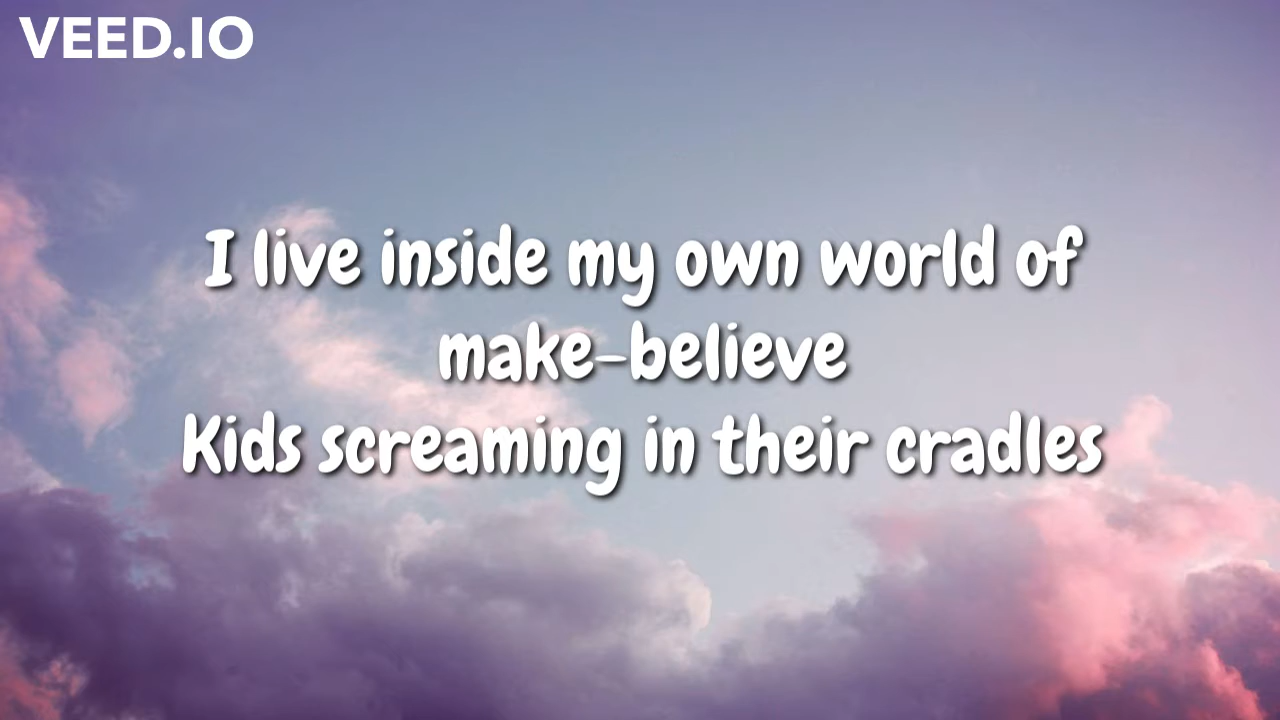 VEED.IO
I live inside my own world of
make-believe
Kids screaming in their cradles